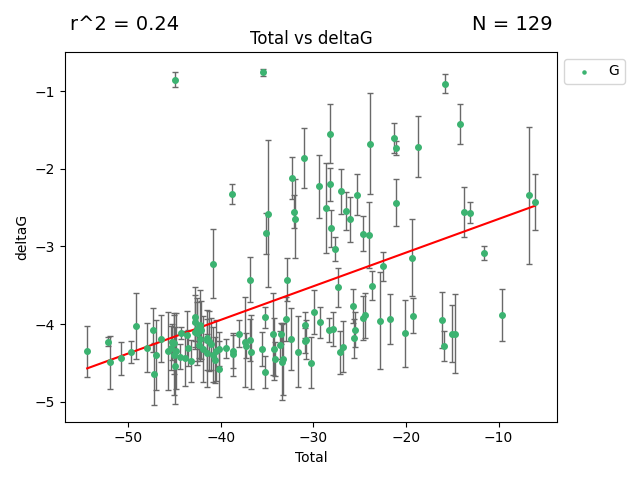 r^2 = 0.24
N = 129
Total vs deltaG
G
deltaG
−1
−2
−3
−4
−5
−50 −40 −30 −20 −10
Total